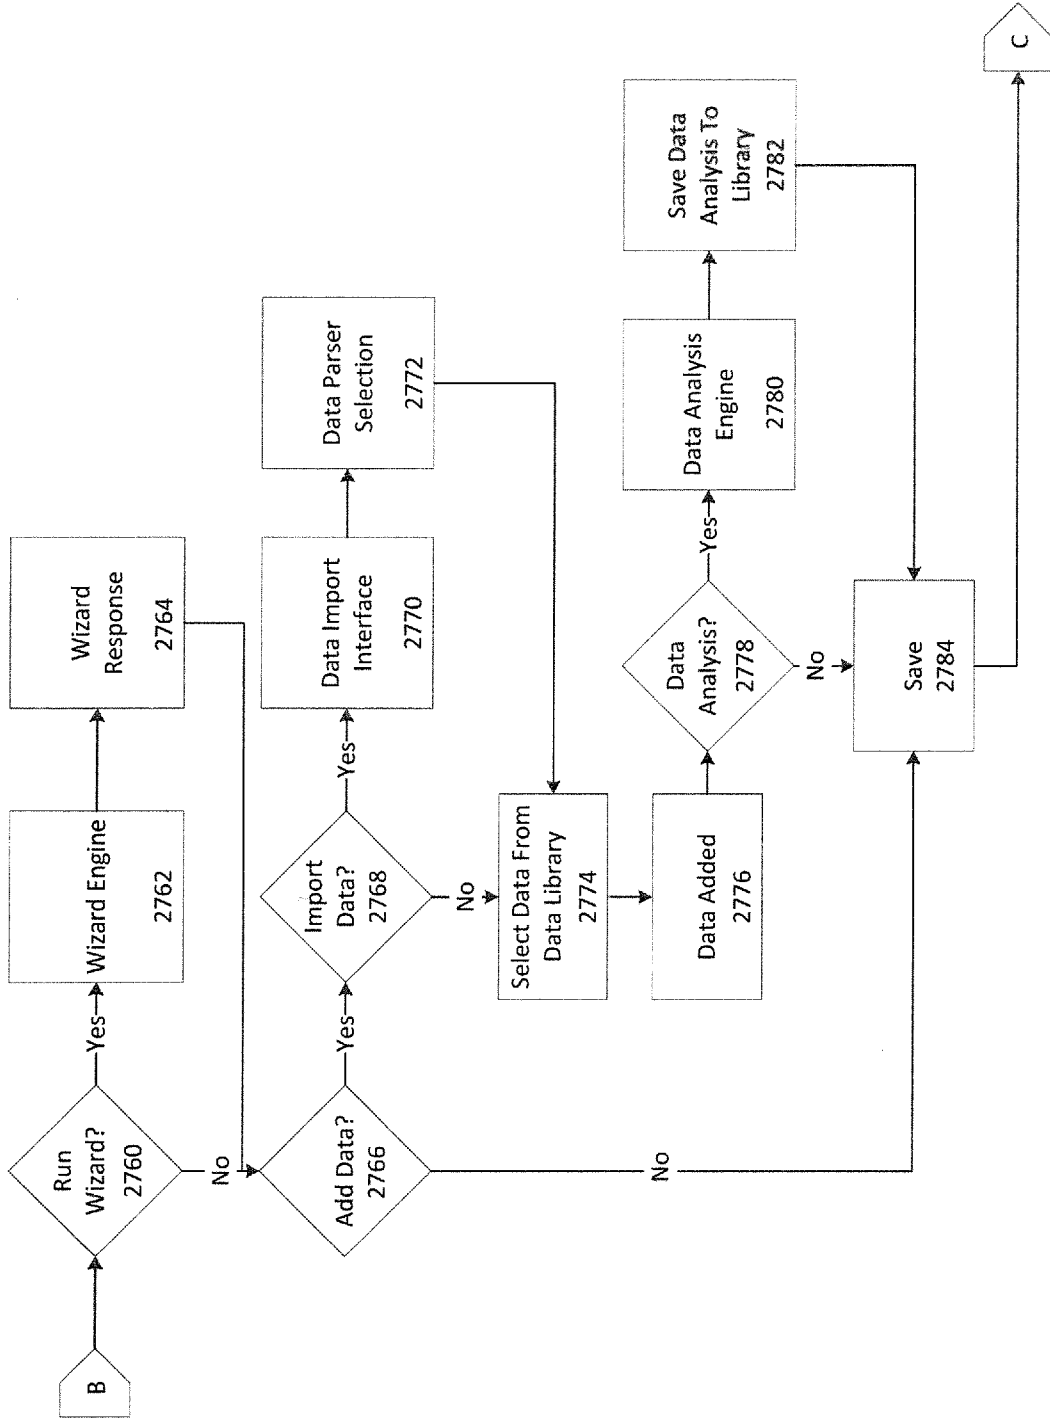 B
Run
Wizard?
2760
Yes
Wizard Engine
2762
Wizard
Response
2764
No
Add Data?
2766
Yes
Import
Data?
2768
Yes
Data Import
Interface
2770
Data Parser
Selection
2772
No
Select Data From
Data Library
2774
Data Added
2776
Data
Analysis?
2778
Yes
Data Analysis
Engine
2780
Save Data
Analysis To
Library
2782
No
No
Save
2784
C